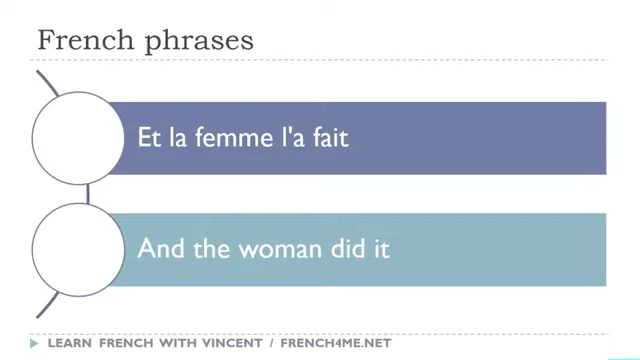 French phrases
Et la femme l'a fait
And the woman did it
LEARN FRENCH WITH VINCENT / FRENCH4ME.NET